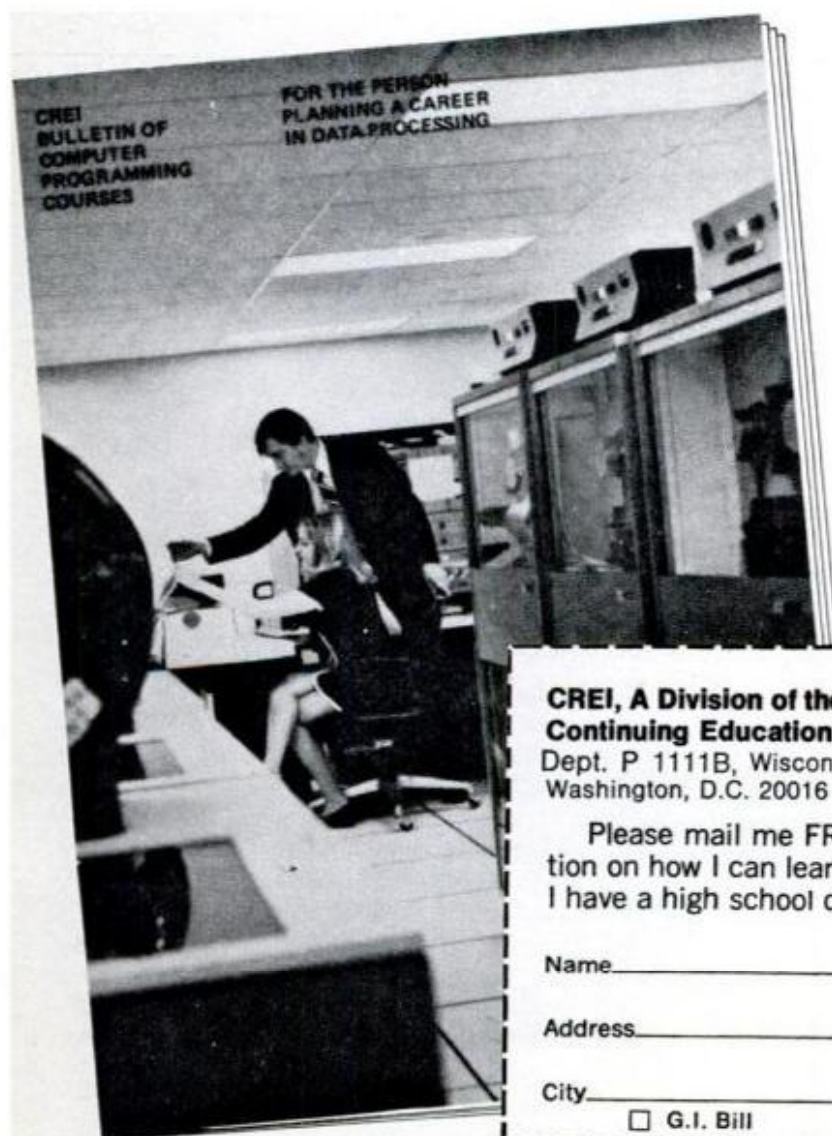 CREI
BULLETIN OF
COMPUTER
PROGRAMMING
COURSES
FOR THE PERSON
PLANNING A CAREER
IN DATA PROCESSING
CREI, A Division of the
Continuing Education
Dept. P 1111B, Wiscon
Washington, D.C. 20016
Please mail me FR
tion on how I can lear
I have a high school
Name
Address
City
☐ G.I. Bill